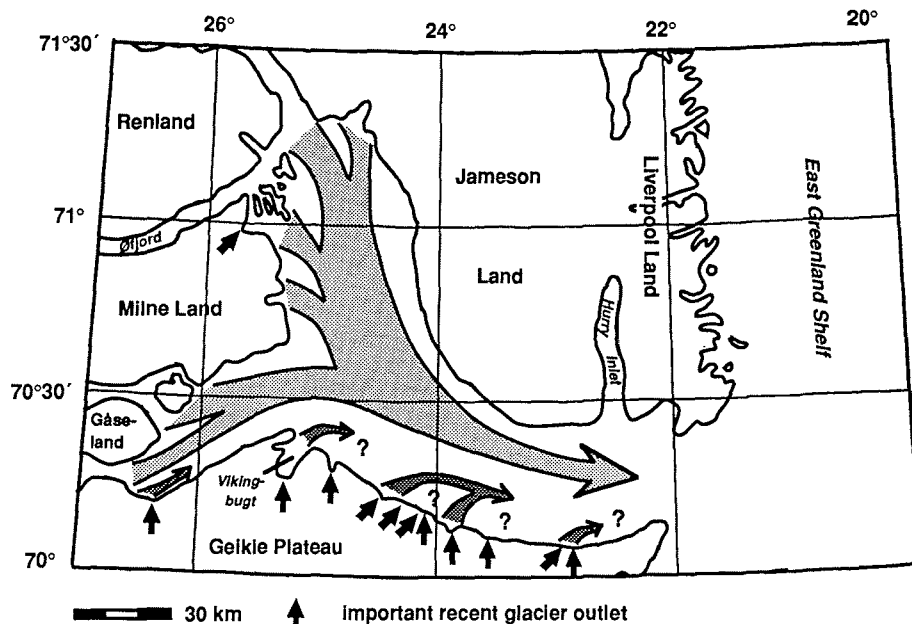 26°
24°
22°
20°
71°30´
Renland
Jameson
Liverpool Land
East Greenland Shelf
71°
Øfjord
Land
Milne Land
Hurry
Inlet
70°30´
Gåse-
land
?
Viking-
bugt
?
?
?
Geikie Plateau
70°
30 km
important recent glacier outlet